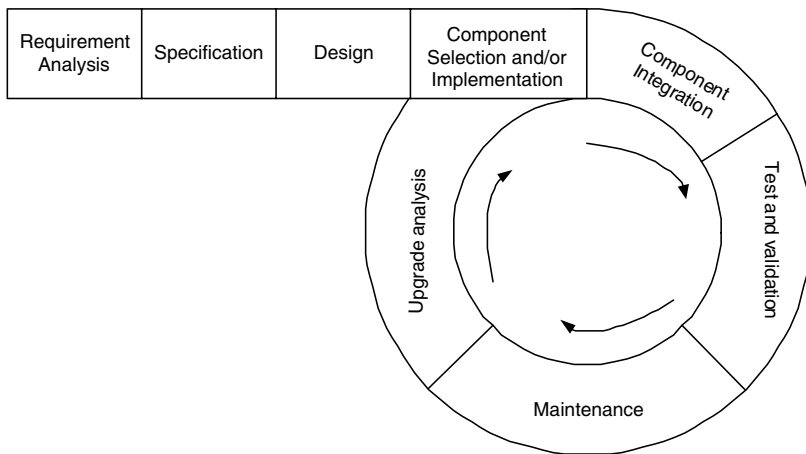 Requirement
Analysis
Specification
Design
Component
Selection and/or
Implementation
Component
Integration
Test and validation
Maintenance
Upgrade analysis